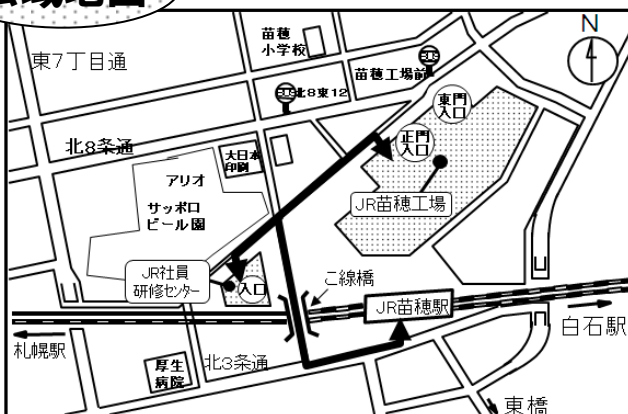 広域地図
N
東7丁目通
苗穂
小学校
苗穂工場前
北8東12
東門
入口
正門
入口
北8条通
大日本
印刷
アリオ
サッポロ
ビール園
JR苗穂工場
JR社員
研修センター
入口
こ線橋
JR苗穂駅
白石駅
札幌駅
厚生
病院
北3条通
東橋